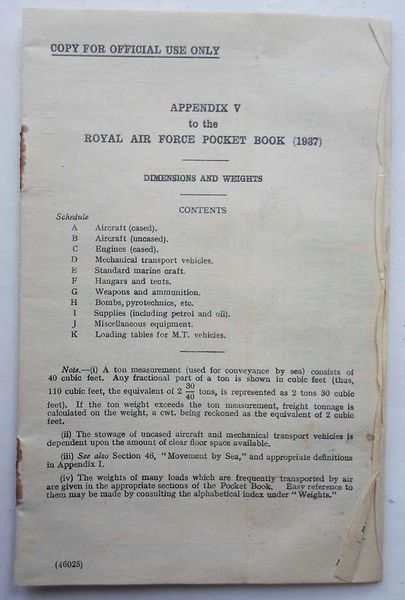 COPY FOR OFFICIAL USE ONLY
APPENDIX V
to the
ROYAL AIR FORCE POCKET BOOK (1937)
DIMENSIONS AND WEIGHTS
CONTENTS
Schedule
A Aircraft (cased).
B Aircraft (uncased).
C Engines (cased).
D Mechanical transport vehicles.
E Standard marine craft.
F Hangars and tents.
G Weapons and ammunition.
H Bombs, pyrotechnics, etc.
I Supplies (including petrol and oil).
J Miscellaneous equipment.
K Loading tables for M.T. vehicles.
Note.—(i) A ton measurement (used for conveyance by sea) consists of
40 cubic feet. Any fractional part of a ton is shown in cubic feet (thus,
110 cubic feet, the equivalent of 2 30/40 tons, is represented as 2 tons 30 cubic
feet). If the ton weight exceeds the ton measurement, freight tonnage is
calculated on the weight, a cwt. being reckoned as the equivalent of 2 cubic
feet.
(ii) The stowage of uncased aircraft and mechanical transport vehicles is
dependent upon the amount of clear floor space available.
(iii) See also Section 46, "Movement by Sea," and appropriate definitions
in Appendix I.
(iv) The weights of many loads which are frequently transported by air
are given in the appropriate sections of the Pocket Book. Easy reference to
them may be made by consulting the alphabetical index under "Weights."
(46025)